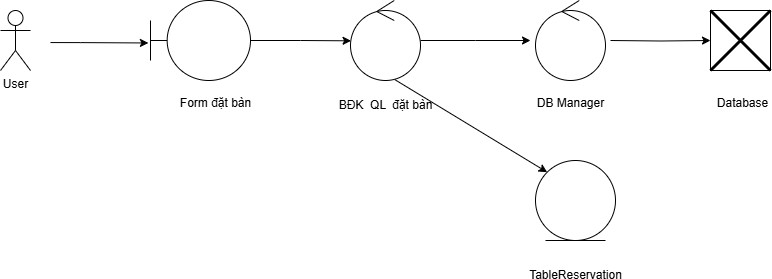 User
Form đặt bàn
BĐK QL đặt bàn
DB Manager
Database
TableReservation